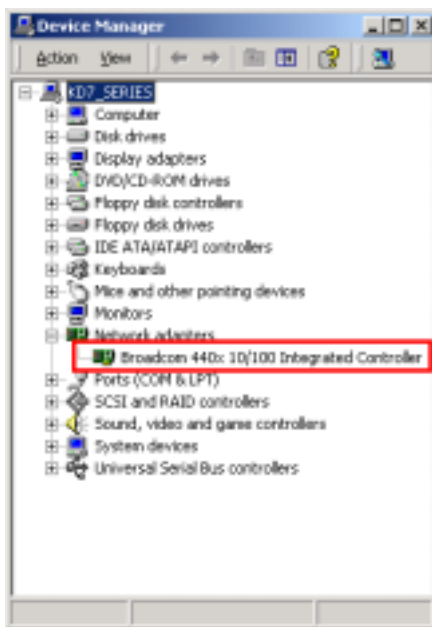 Device Manager
Action View
KD7_SERIES
Computer
Disk drives
Display adapters
DVD/CD-ROM drives
Floppy disk controllers
Floppy disk drives
IDE ATA/ATAPI controllers
Keyboards
Mice and other pointing devices
Monitors
Network adapters
Broadcom 440x 10/100 Integrated Controller
Ports (COM & LPT)
SCSI and RAID controllers
Sound, video and game controllers
System devices
Universal Serial Bus controllers